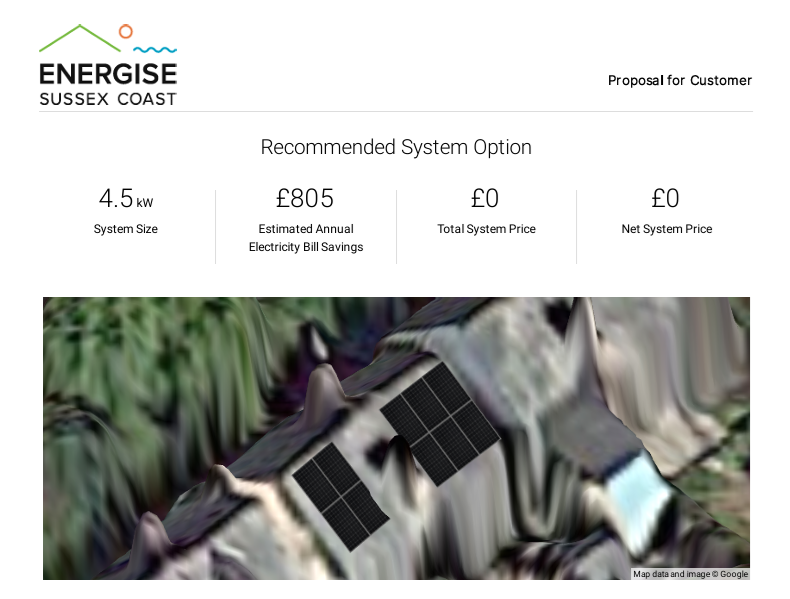 ENERGISE
SUSSEX COAST
Proposal for Customer
Recommended System Option
4.5 kW
System Size
£805
Estimated Annual
Electricity Bill Savings
£0
Total System Price
£0
Net System Price
Map data and image © Google